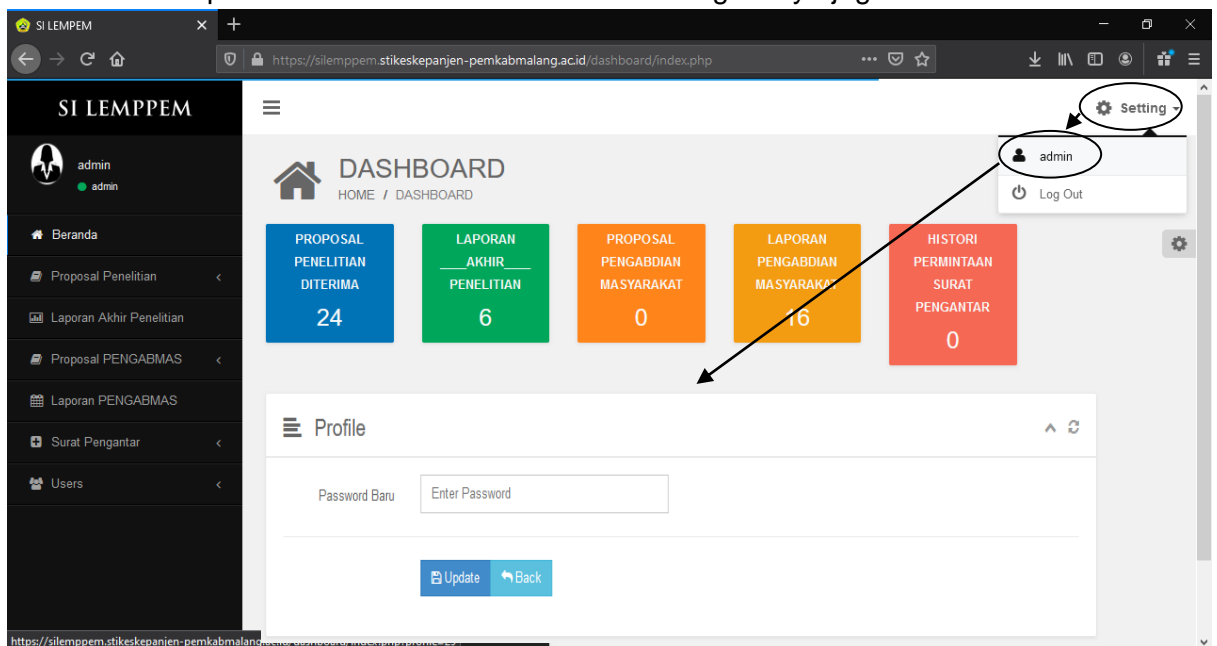 SI LEMPEM
https://silemppem.stikeskepanjen-pemkabmalang.ac.id/dashboard/index.php
SI LEMPPEM
Setting
admin
admin
admin
Log Out
DASHBOARD
HOME / DASHBOARD
Beranda
Proposal Penelitian
Laporan Akhir Penelitian
Proposal PENGABMAS
Laporan PENGABMAS
Surat Pengantar
Users
PROPOSAL
PENELITIAN
DITERIMA
24
LAPORAN
____AKHIR____
PENELITIAN
6
PROPOSAL
PENGABDIAN
MASYARAKAT
0
LAPORAN
PENGABDIAN
MASYARAKAT
16
HISTORI
PERMINTAAN
SURAT
PENGANTAR
0
Profile
Password Baru
Enter Password
Update
Back